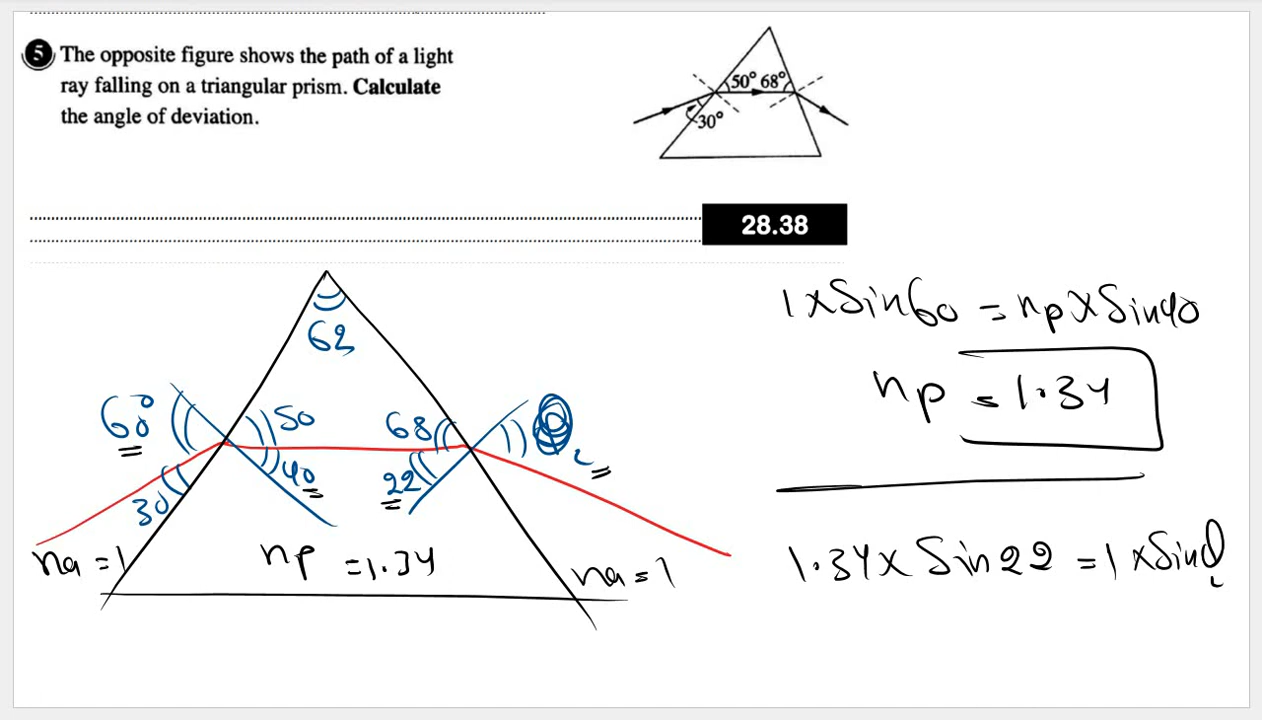 5 The opposite figure shows the path of a light
ray falling on a triangular prism. Calculate
the angle of deviation.
50° 68°
30°
28.38
62
60°
50
68
40
22
30
na = 1
np = 1.34
na = 1
1 x Sin60 = np x Sin40
np = 1.34
1.34 x Sin 22 = 1 x Sin